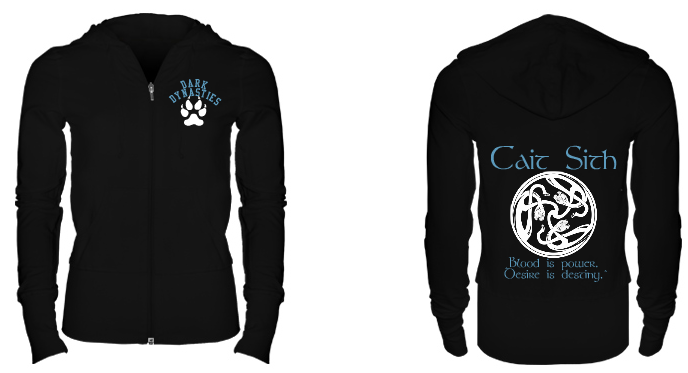 DARK
DYNASTIES
Cait Sith
Blood is power.
Desire is destiny.